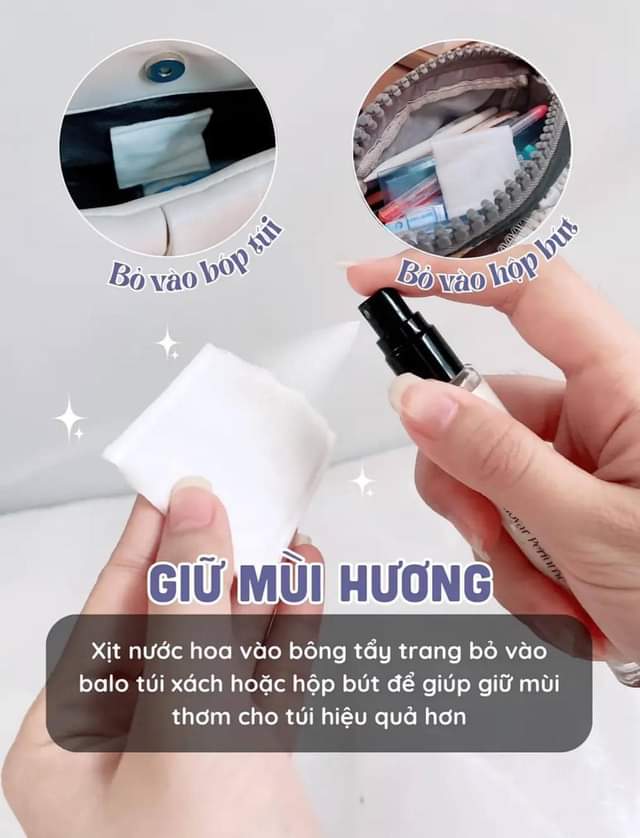 Bỏ vào bóp túi
Bỏ vào hộp bút
GIỮ MÙI HƯƠNG
Xịt nước hoa vào bông tẩy trang bỏ vào
balo túi xách hoặc hộp bút để giúp giữ mùi
thơm cho túi hiệu quả hơn